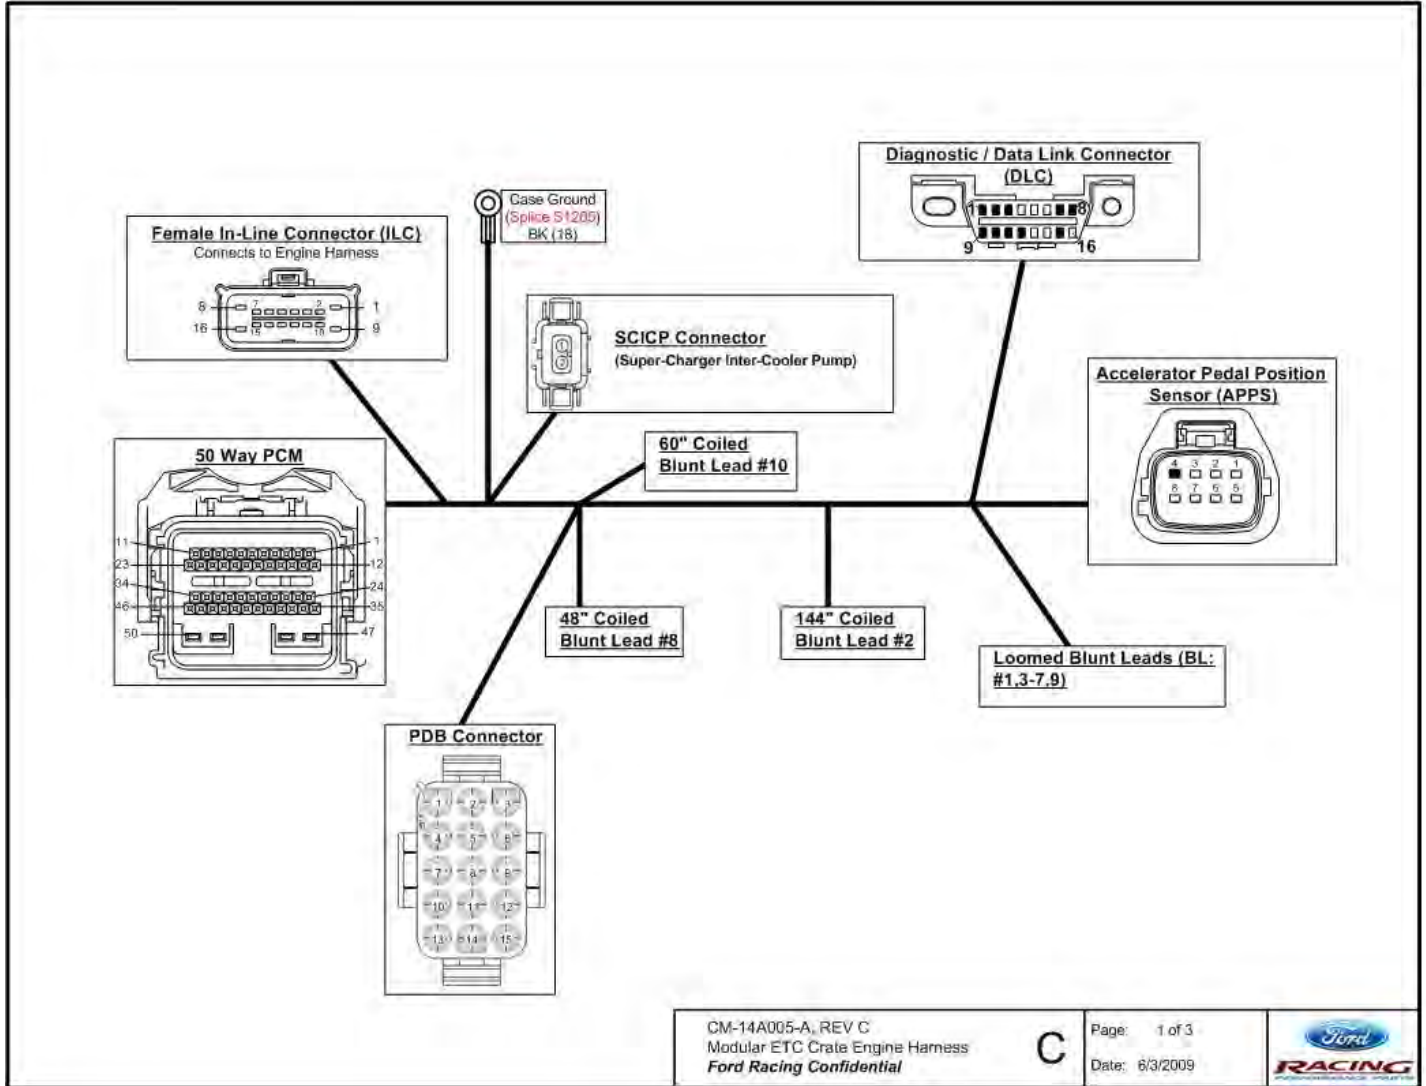 Diagnostic / Data Link Connector
(DLC)
1 8
9 16
Case Ground
(Splice S1205)
BK (18)
Female In-Line Connector (ILC)
Connects to Engine Harness
8 7 2 1
16 15 9
SCICP Connector
(Super-Charger Inter-Cooler Pump)
Accelerator Pedal Position
Sensor (APPS)
4 3 2 1
7 6 5
60" Coiled
Blunt Lead #10
50 Way PCM
11 1
23 12
34 24
46 35
50 47
48" Coiled
Blunt Lead #8
144" Coiled
Blunt Lead #2
Loomed Blunt Leads (BL:
#1,3-7,9)
PDB Connector
1 2 3
4 5 6
7 8 9
10 11 12
13 14 15
CM-14A005-A, REV C
Modular ETC Crate Engine Harness
Ford Racing Confidential
C
Page: 1 of 3
Date: 6/3/2009
Ford
RACING
PERFORMANCE PARTS